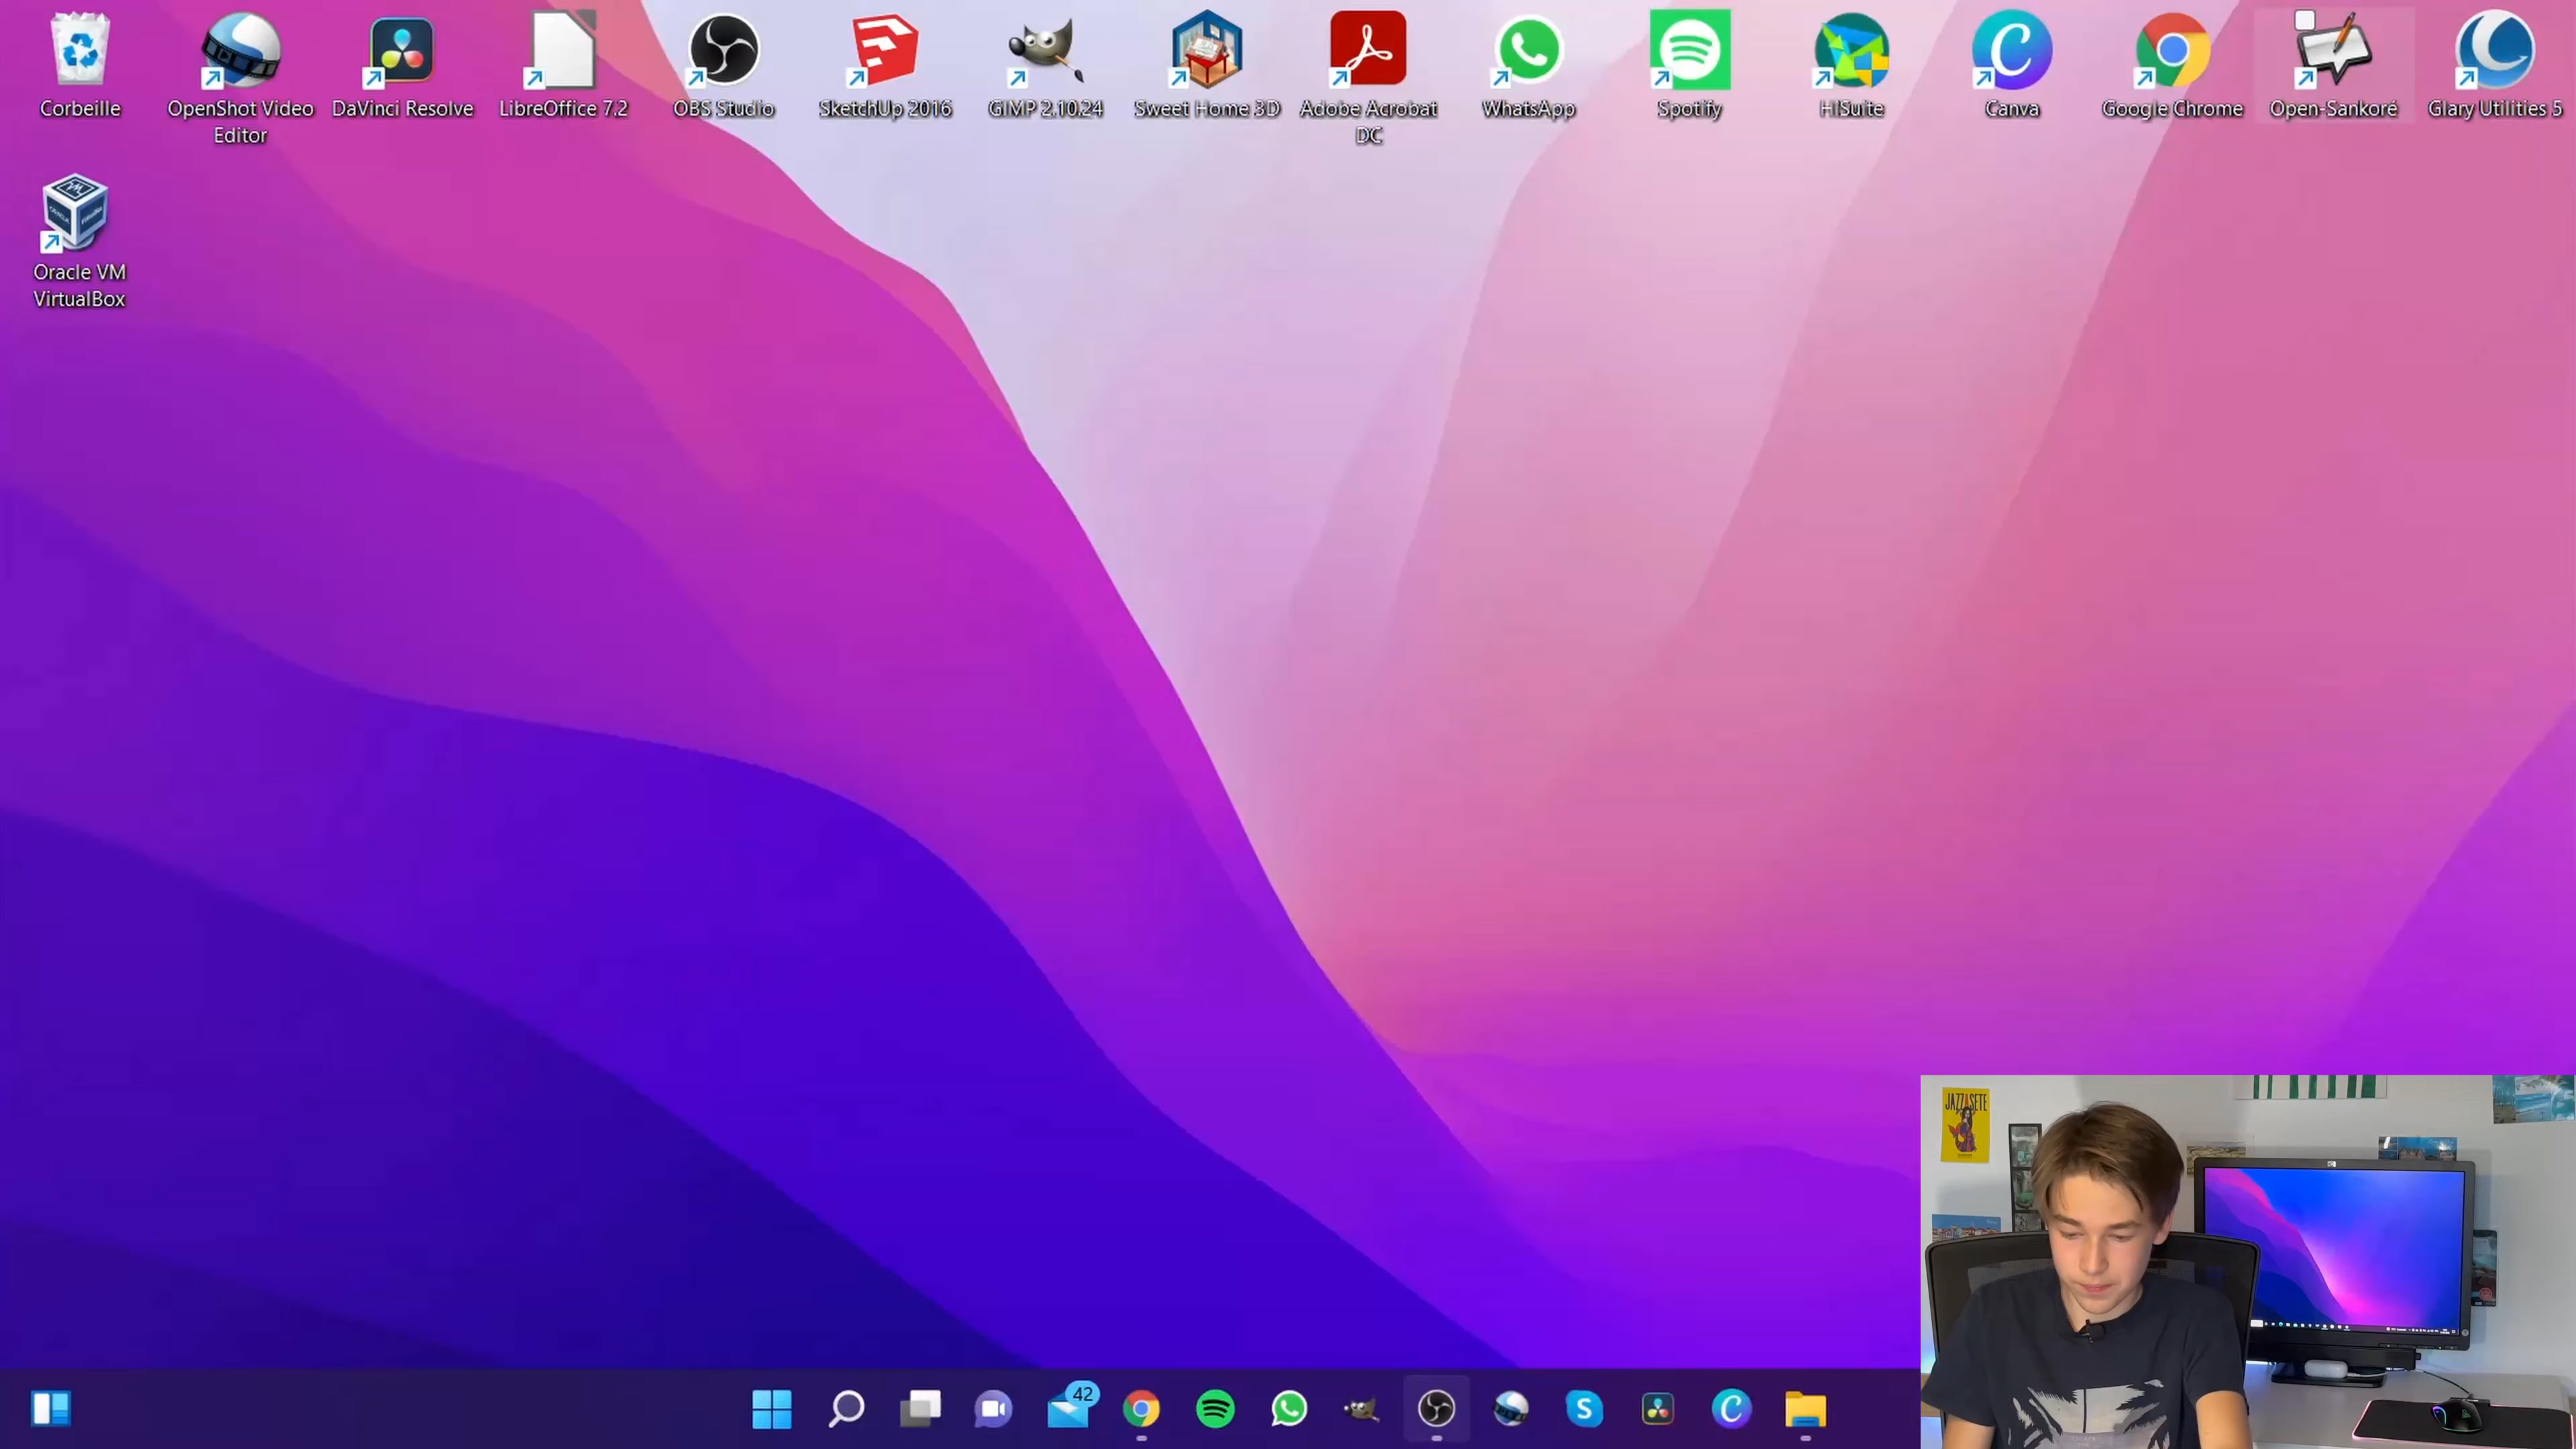 Corbeille
OpenShot Video
Editor
DaVinci Resolve
LibreOffice 7.2
OBS Studio
SketchUp 2016
GIMP 2.10.24
Sweet Home 3D
Adobe Acrobat
DC
WhatsApp
Spotify
HiSuite
Canva
Google Chrome
Open-Sankoré
Glary Utilities 5
Oracle VM
VirtualBox
JAZZ A SETE
42